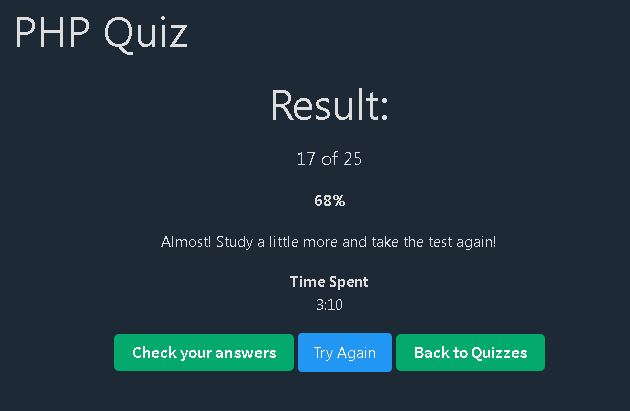 PHP Quiz
Result:
17 of 25
68%
Almost! Study a little more and take the test again!
Time Spent
3:10
Check your answers Try Again Back to Quizzes